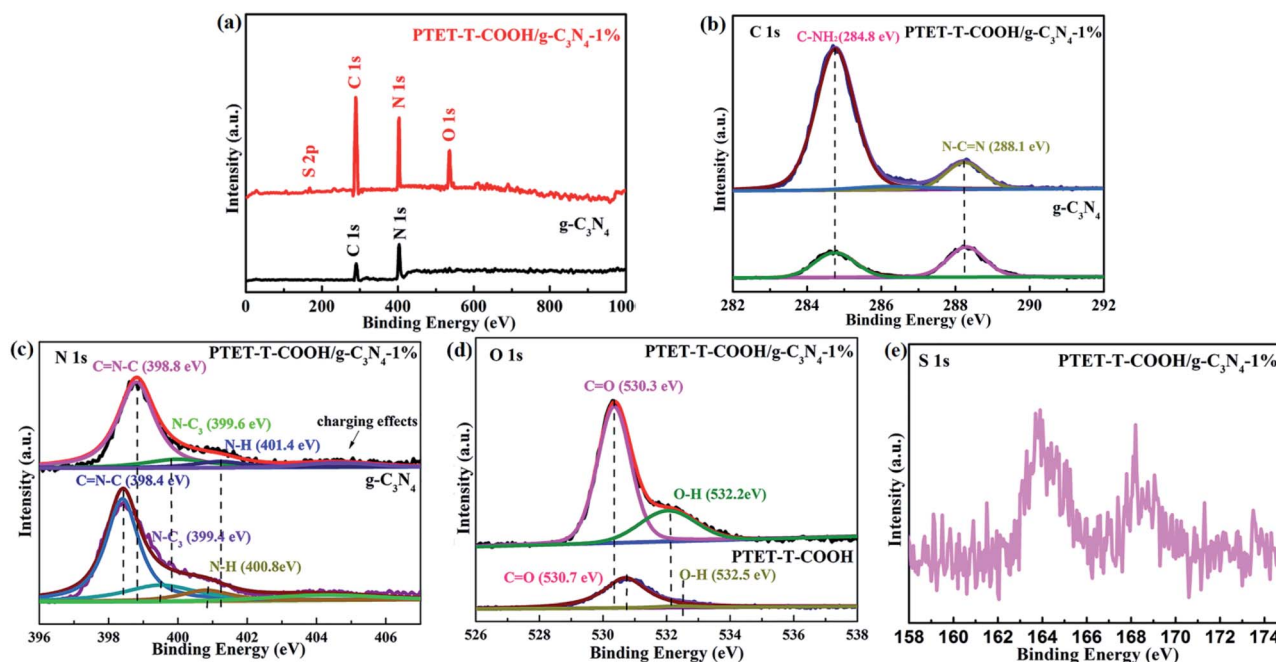 (a)
PTET-T-COOH/g-C₃N₄-1%
S 2p
C 1s
N 1s
O 1s
g-C₃N₄
C 1s
N 1s
Intensity (a.u.)
0 200 400 600 800 1000
Binding Energy (eV)
(b)
C 1s
C-NH₂(284.8 eV)
PTET-T-COOH/g-C₃N₄-1%
N-C=N (288.1 eV)
g-C₃N₄
Intensity (a.u.)
282 284 286 288 290 292
Binding Energy (eV)
(c)
N 1s
PTET-T-COOH/g-C₃N₄-1%
C=N-C (398.8 eV)
N-C₃ (399.6 eV)
charging effects
N-H (401.4 eV)
g-C₃N₄
C=N-C (398.4 eV)
N-C₃ (399.4 eV)
N-H (400.8eV)
Intensity (a.u.)
396 398 400 402 404 406
Binding Energy (eV)
(d)
O 1s
PTET-T-COOH/g-C₃N₄-1%
C=O (530.3 eV)
O-H (532.2eV)
PTET-T-COOH
C=O (530.7 eV)
O-H (532.5 eV)
Intensity (a.u.)
526 528 530 532 534 536 538
Binding Energy (eV)
(e)
S 1s
PTET-T-COOH/g-C₃N₄-1%
Intensity (a.u.)
158 160 162 164 166 168 170 172 174
Binding Energy (eV)